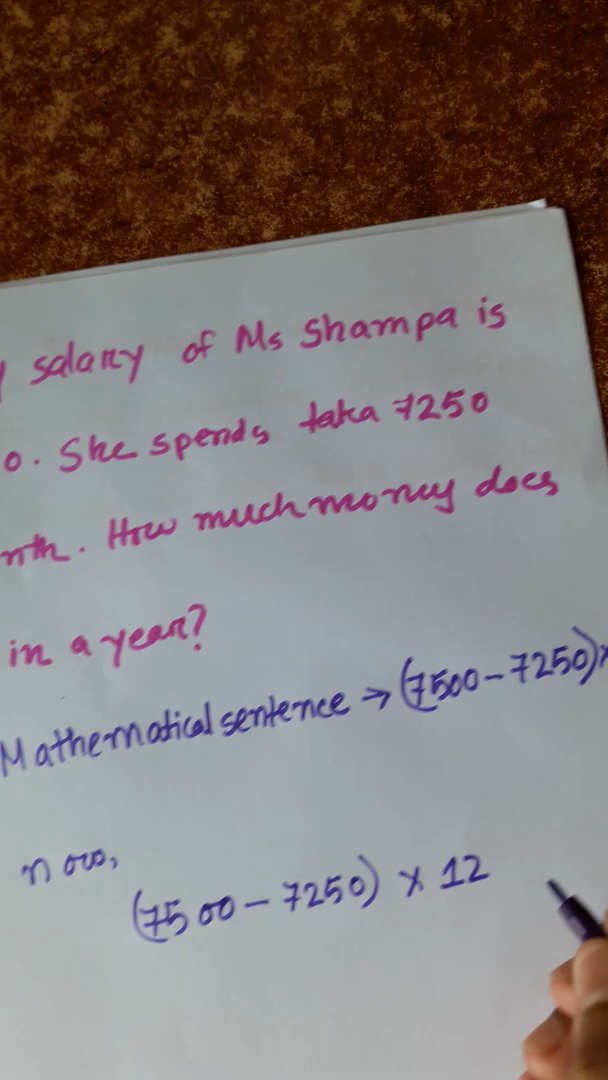 salary of Ms Shampa is
0. She spends taka 7250
nth. How much money does
in a year?
Mathematical sentence → (7500-7250)×
now,
(7500-7250) × 12